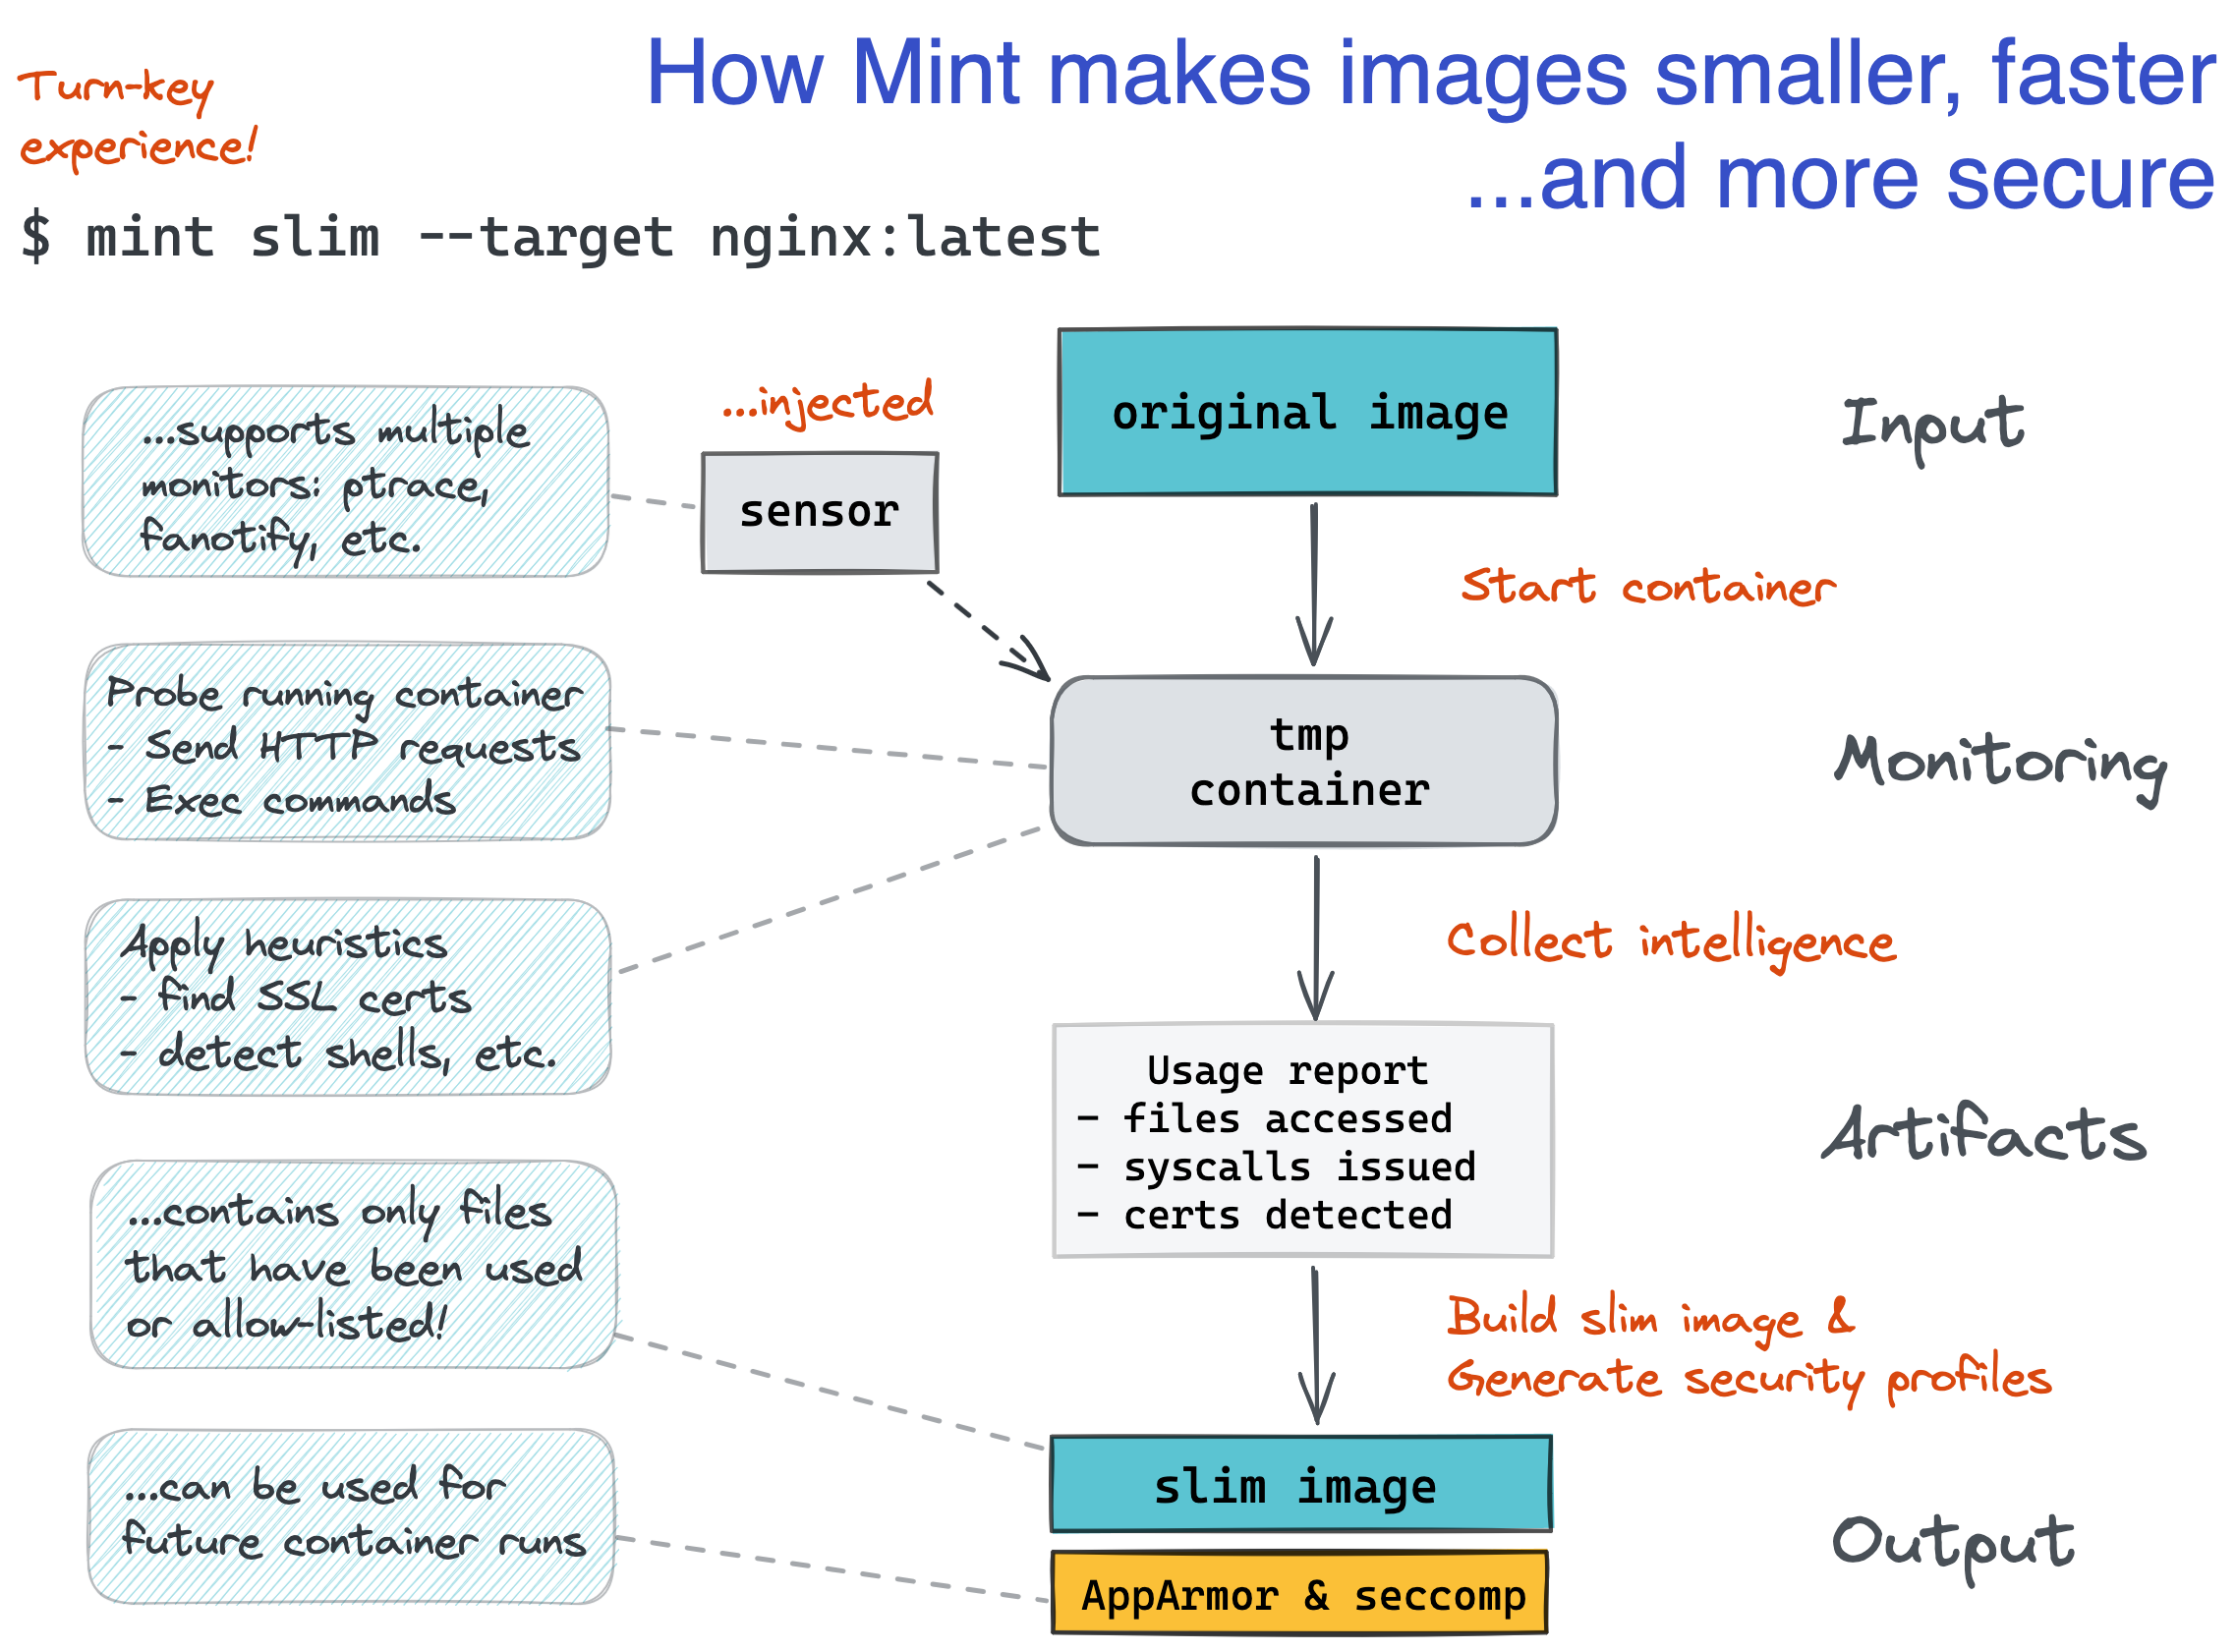 How Mint makes images smaller, faster
...and more secure
Turn-key
experience!
$ mint slim --target nginx:latest
original image
Input
...injected
sensor
...supports multiple
monitors: ptrace,
fanotify, etc.
Start container
Probe running container
- Send HTTP requests
- Exec commands
tmp
container
Monitoring
Apply heuristics
- find SSL certs
- detect shells, etc.
Collect intelligence
Usage report
- files accessed
- syscalls issued
- certs detected
Artifacts
...contains only files
that have been used
or allow-listed!
Build slim image &
Generate security profiles
slim image
...can be used for
future container runs
AppArmor & seccomp
Output